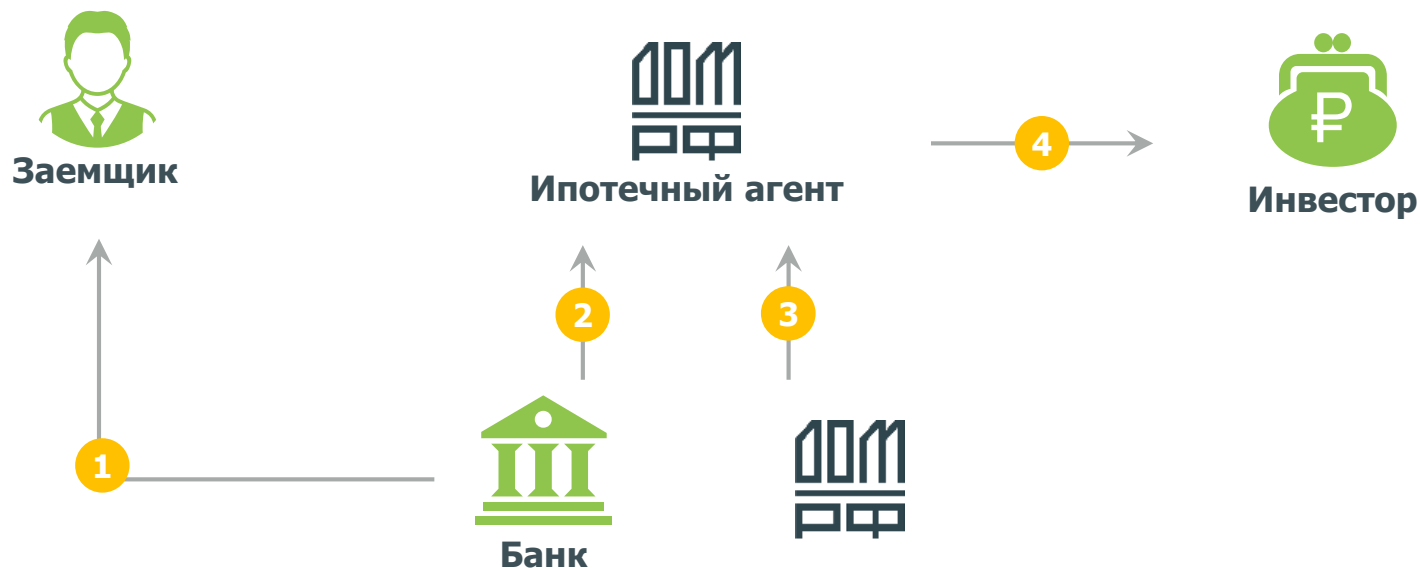 ДОМ
РФ
₽
Заемщик
Ипотечный агент
4
Инвестор
2
3
1
ДОМ
РФ
Банк